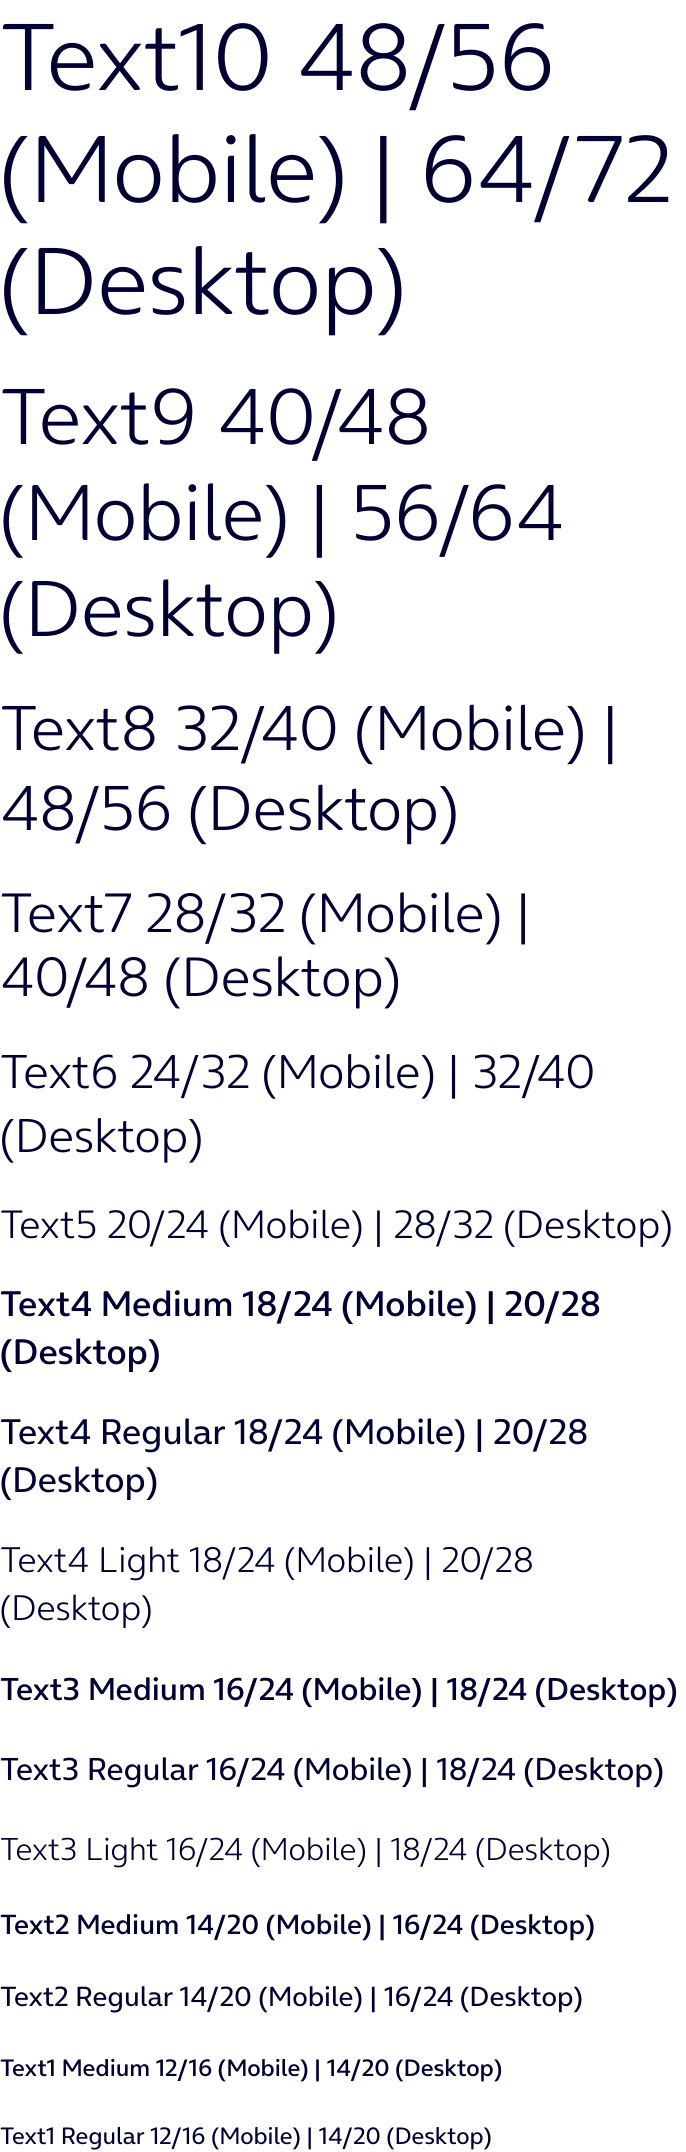 Text10 48/56
(Mobile) | 64/72
(Desktop)
Text9 40/48
(Mobile) | 56/64
(Desktop)
Text8 32/40 (Mobile) |
48/56 (Desktop)
Text7 28/32 (Mobile) |
40/48 (Desktop)
Text6 24/32 (Mobile) | 32/40
(Desktop)
Text5 20/24 (Mobile) | 28/32 (Desktop)
Text4 Medium 18/24 (Mobile) | 20/28
(Desktop)
Text4 Regular 18/24 (Mobile) | 20/28
(Desktop)
Text4 Light 18/24 (Mobile) | 20/28
(Desktop)
Text3 Medium 16/24 (Mobile) | 18/24 (Desktop)
Text3 Regular 16/24 (Mobile) | 18/24 (Desktop)
Text3 Light 16/24 (Mobile) | 18/24 (Desktop)
Text2 Medium 14/20 (Mobile) | 16/24 (Desktop)
Text2 Regular 14/20 (Mobile) | 16/24 (Desktop)
Text1 Medium 12/16 (Mobile) | 14/20 (Desktop)
Text1 Regular 12/16 (Mobile) | 14/20 (Desktop)